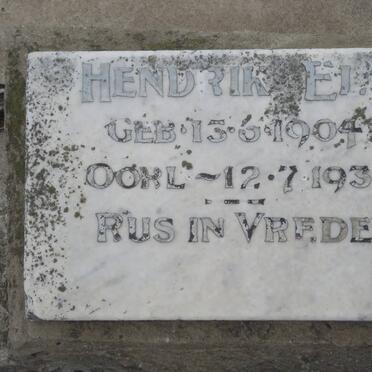 HENDRIK
GEB. 13.6.1904
OORL ~ 12.7.193
RUS IN VREDE